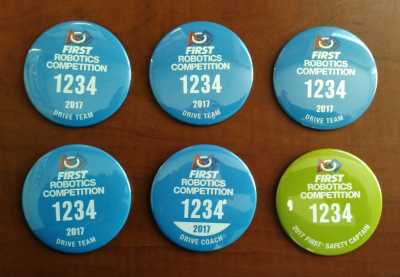 FIRST
ROBOTICS
COMPETITION
1234
2017
DRIVE TEAM
FIRST
ROBOTICS
COMPETITION
1234
2017
DRIVE TEAM
FIRST
ROBOTICS
COMPETITION
1234
2017
DRIVE TEAM
FIRST
ROBOTICS
COMPETITION
1234
2017
DRIVE TEAM
FIRST
ROBOTICS
COMPETITION
1234
2017
DRIVE COACH
FIRST
ROBOTICS
COMPETITION
1234
2017 FIRST® SAFETY CAPTAIN